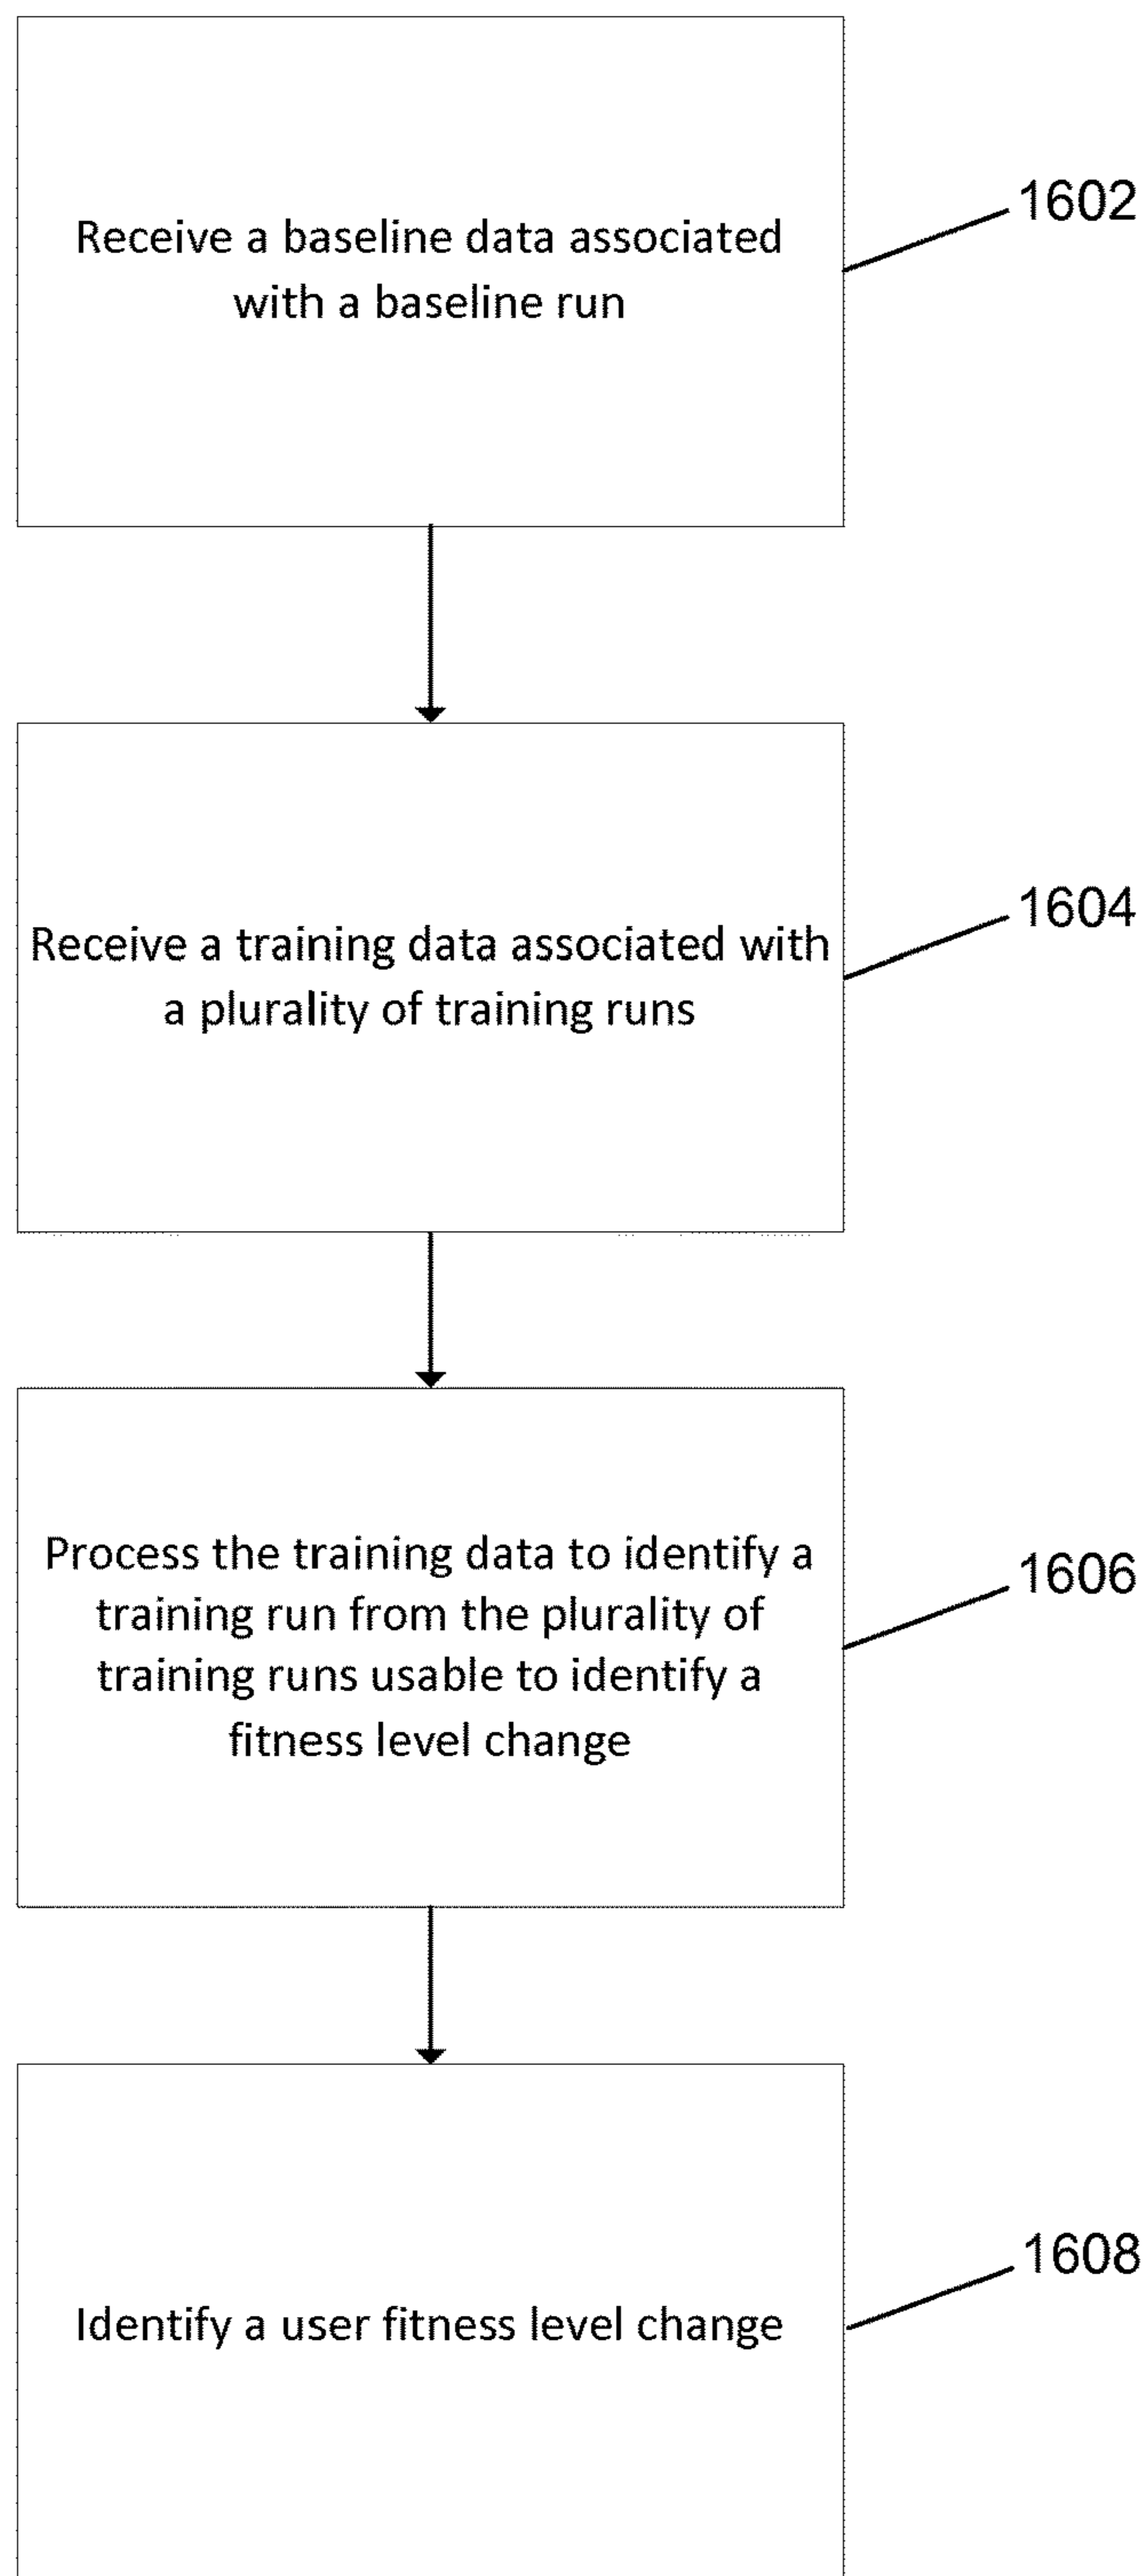 Receive a baseline data associated
with a baseline run
1602
Receive a training data associated with
a plurality of training runs
1604
Process the training data to identify a
training run from the plurality of
training runs usable to identify a
fitness level change
1606
Identify a user fitness level change
1608